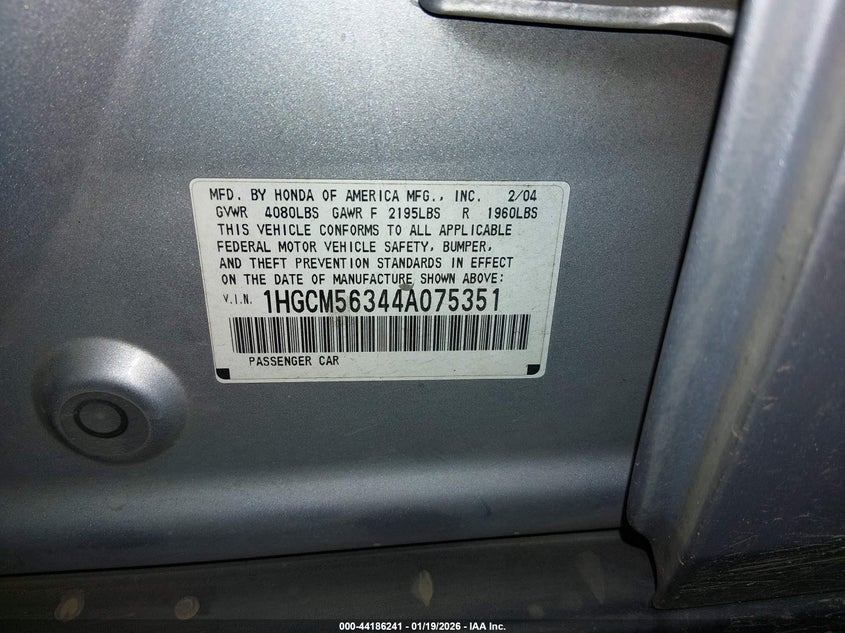 MFD. BY HONDA OF AMERICA MFG., INC. 2/04
GVWR 4080LBS GAWR F 2195LBS R 1960LBS
THIS VEHICLE CONFORMS TO ALL APPLICABLE
FEDERAL MOTOR VEHICLE SAFETY, BUMPER,
AND THEFT PREVENTION STANDARDS IN EFFECT
ON THE DATE OF MANUFACTURE SHOWN ABOVE:
V.I.N. 1HGCM56344A075351
PASSENGER CAR
000-44186241 - 01/19/2026 - IAA Inc.